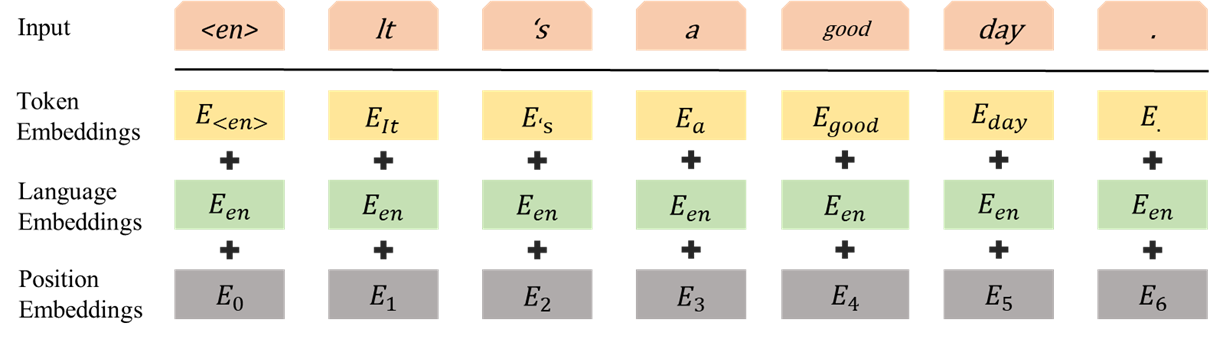 Input <en> It ‘s a good day .
Token
Embeddings E<en> EIt E‘s Ea Egood Eday E.
+ + + + + + +
Language
Embeddings Een Een Een Een Een Een Een
+ + + + + + +
Position
Embeddings E0 E1 E2 E3 E4 E5 E6